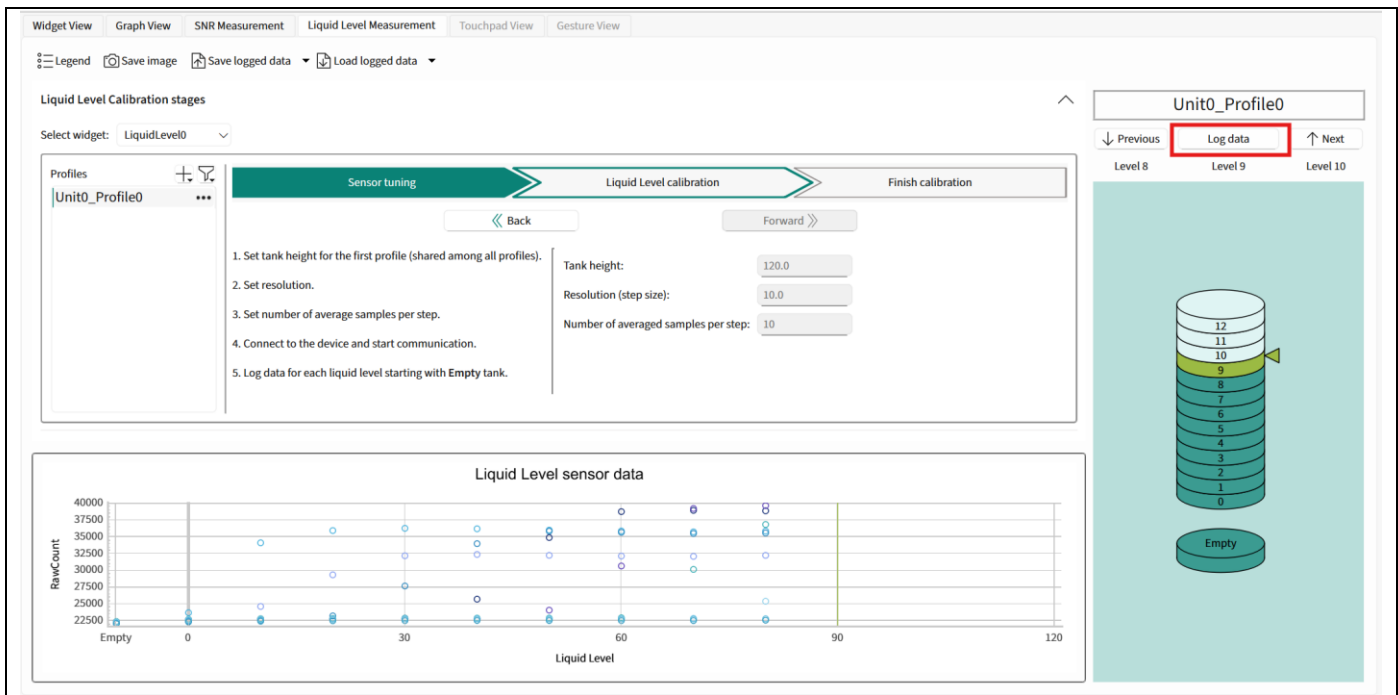 Widget View Graph View SNR Measurement Liquid Level Measurement Touchpad View Gesture View
Legend Save image Save logged data Load logged data
Liquid Level Calibration stages
Select widget: LiquidLevel0
Profiles
Unit0_Profile0
Sensor tuning Liquid Level calibration Finish calibration
Back Forward
1. Set tank height for the first profile (shared among all profiles).
2. Set resolution.
3. Set number of average samples per step.
4. Connect to the device and start communication.
5. Log data for each liquid level starting with Empty tank.
Tank height: 120.0
Resolution (step size): 10.0
Number of averaged samples per step: 10
Liquid Level sensor data
RawCount
40000
37500
35000
32500
30000
27500
25000
22500
Empty 0 30 60 90 120
Liquid Level
Unit0_Profile0
Previous Log data Next
Level 8 Level 9 Level 10
12
11
10
9
8
7
6
5
4
3
2
1
0
Empty